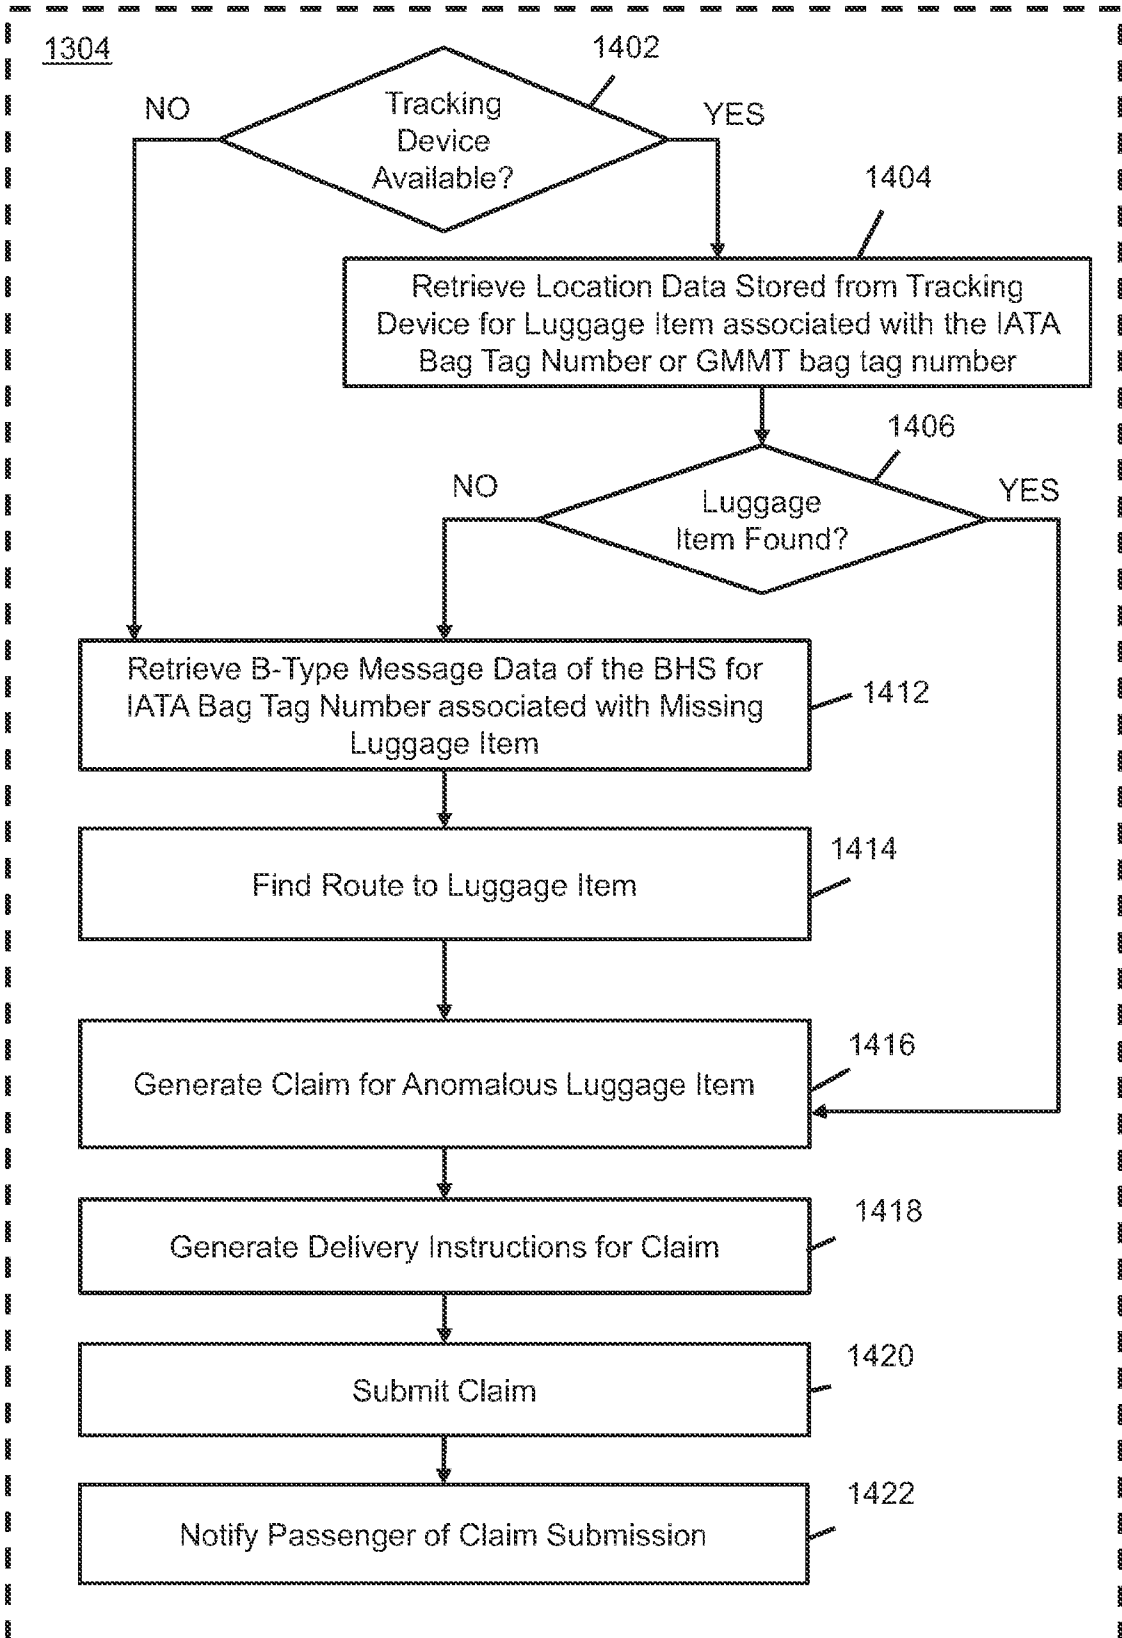 1304
1402
NO
Tracking
Device
Available?
YES
1404
Retrieve Location Data Stored from Tracking
Device for Luggage Item associated with the IATA
Bag Tag Number or GMMT bag tag number
1406
NO
Luggage
Item Found?
YES
Retrieve B-Type Message Data of the BHS for
IATA Bag Tag Number associated with Missing
Luggage Item
1412
1414
Find Route to Luggage Item
1416
Generate Claim for Anomalous Luggage Item
1418
Generate Delivery Instructions for Claim
1420
Submit Claim
1422
Notify Passenger of Claim Submission